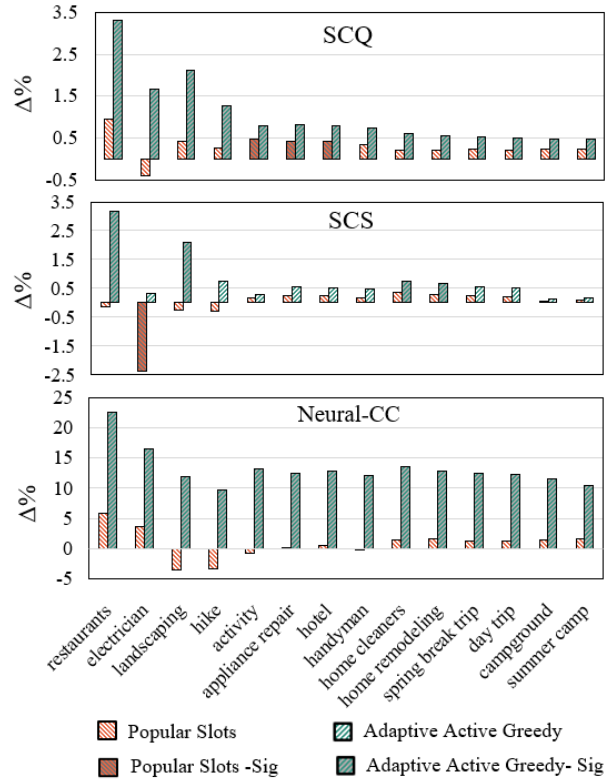 SCQ
Δ%
3.5
2.5
1.5
0.5
-0.5
SCS
Δ%
3.5
2.5
1.5
0.5
-0.5
-1.5
-2.5
Neural-CC
Δ%
25
20
15
10
5
0
-5
restaurants
electrician
landscaping
hike
activity
appliance repair
hotel
handyman
home cleaners
home remodeling
spring break trip
day trip
campground
summer camp
Popular Slots
Adaptive Active Greedy
Popular Slots -Sig
Adaptive Active Greedy- Sig